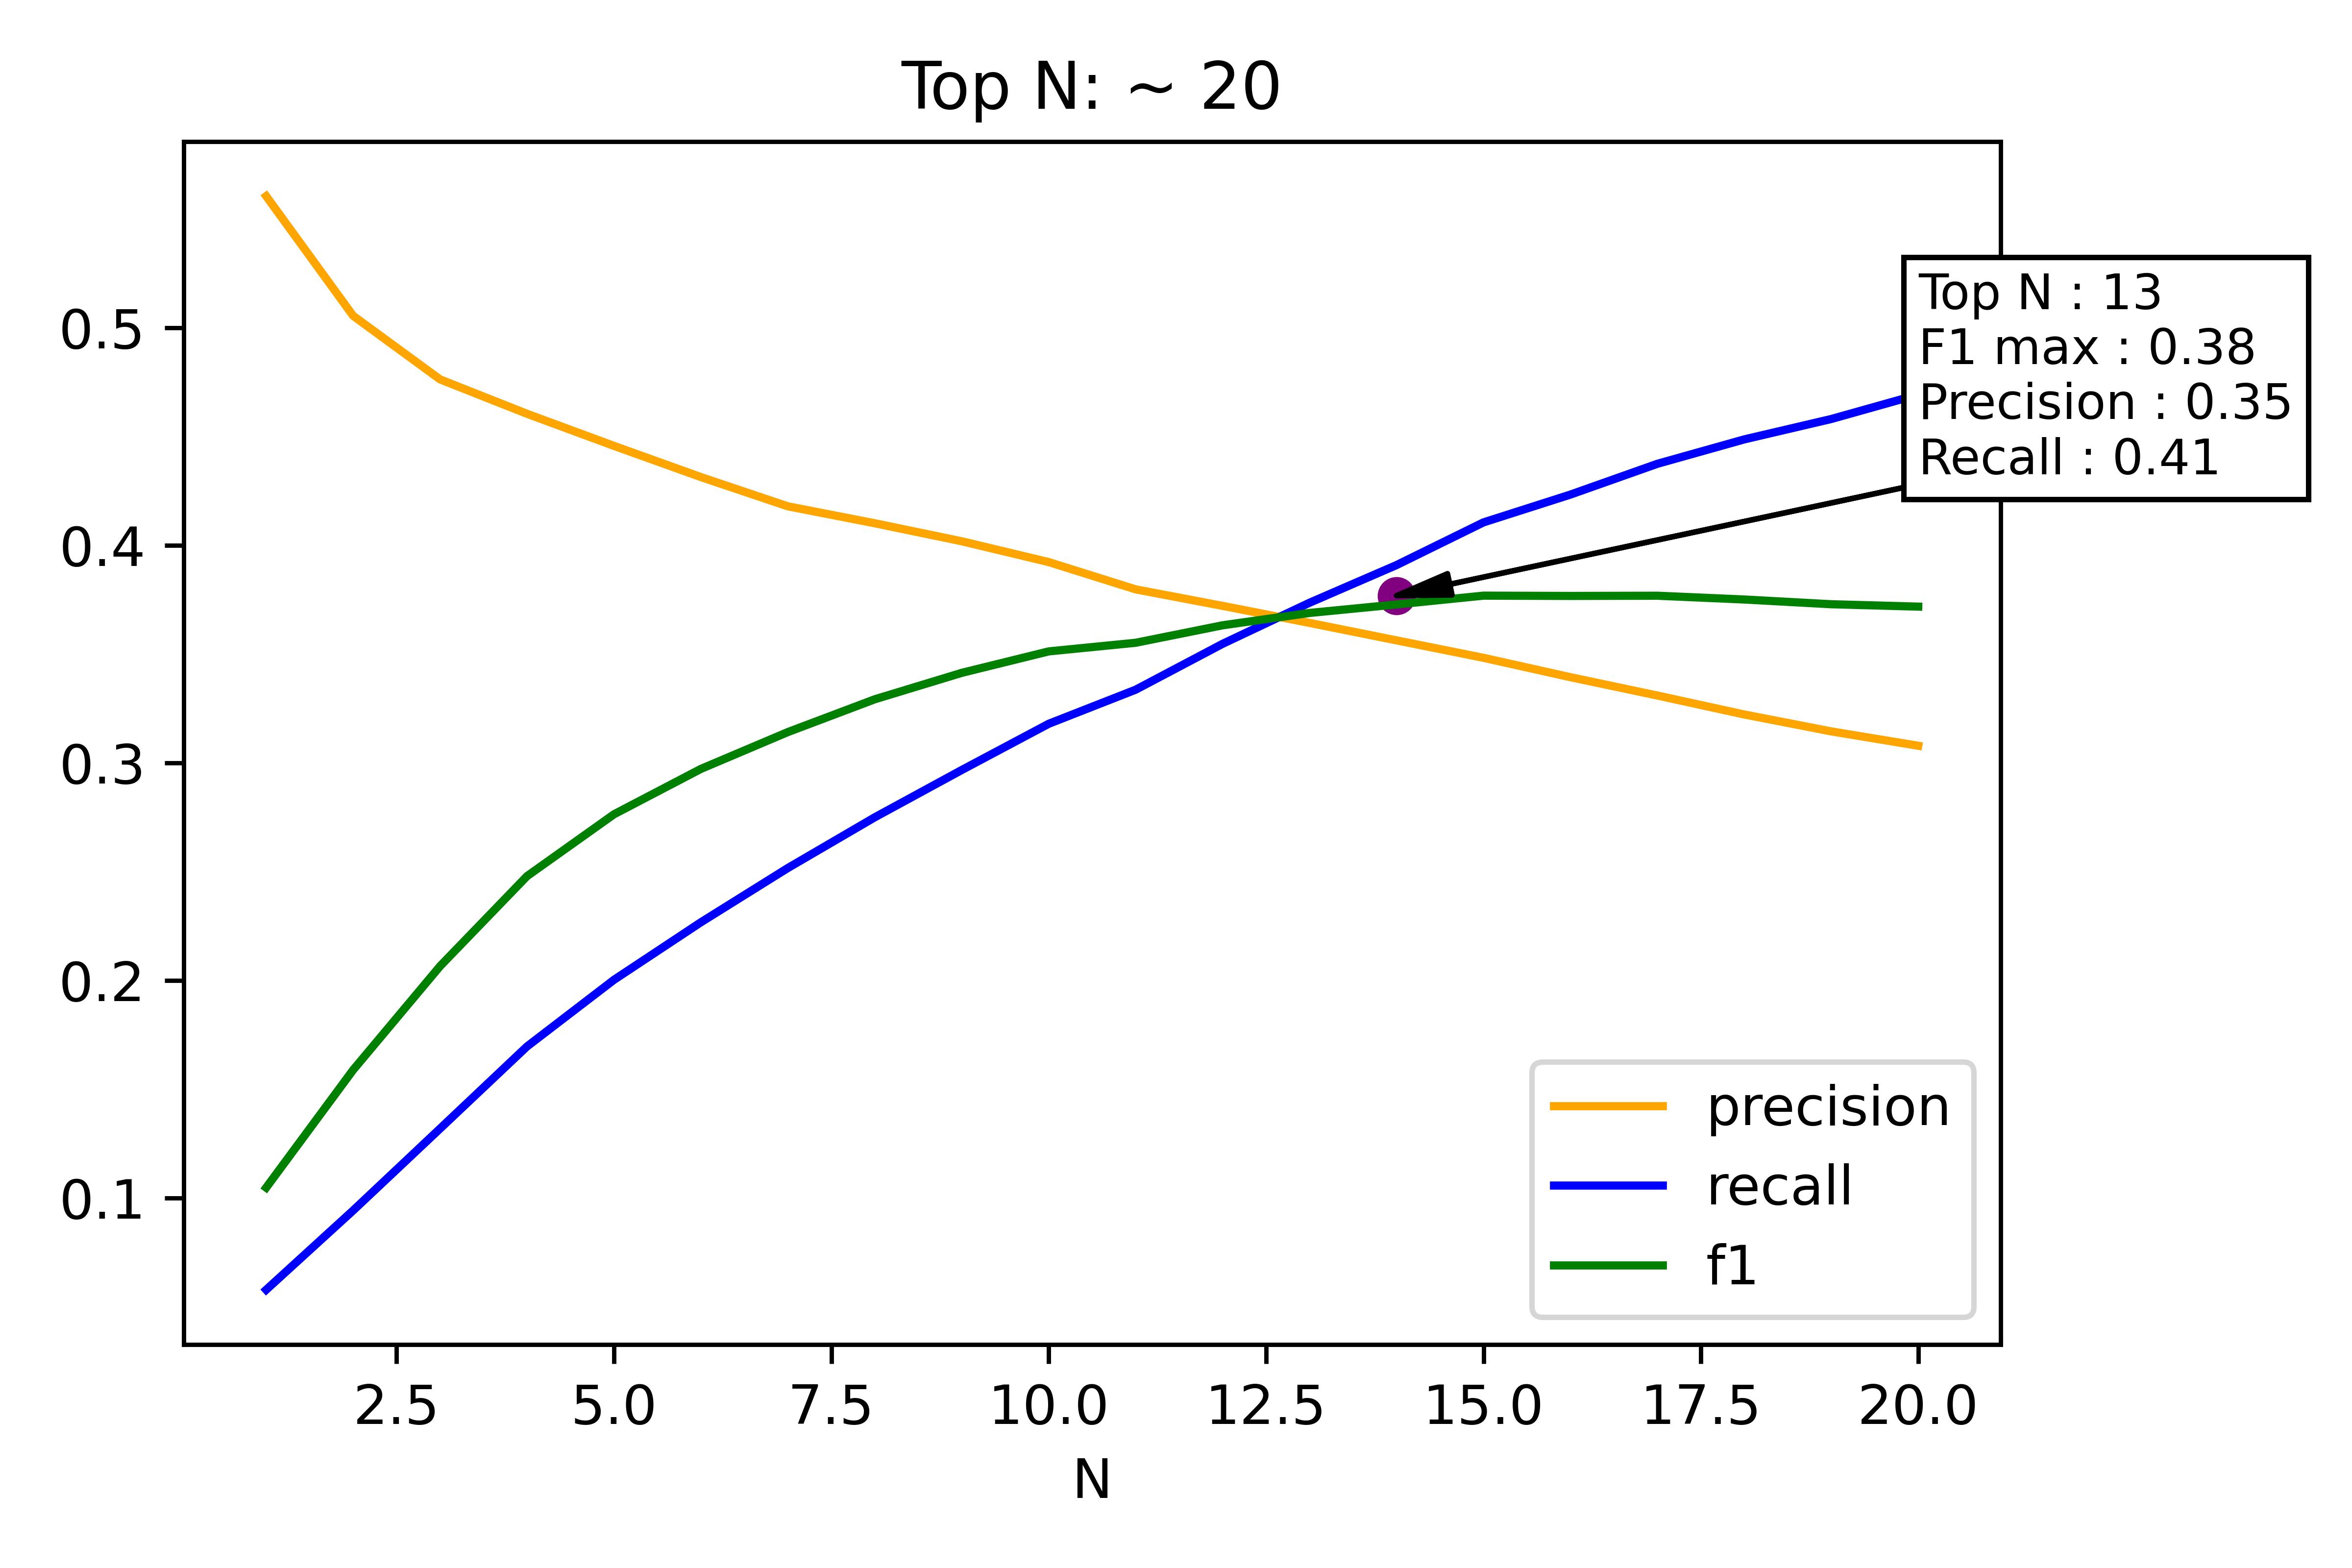 Top N: ~ 20
0.5
0.4
0.3
0.2
0.1
Top N : 13
F1 max : 0.38
Precision : 0.35
Recall : 0.41
precision
recall
f1
2.5 5.0 7.5 10.0 12.5 15.0 17.5 20.0
N